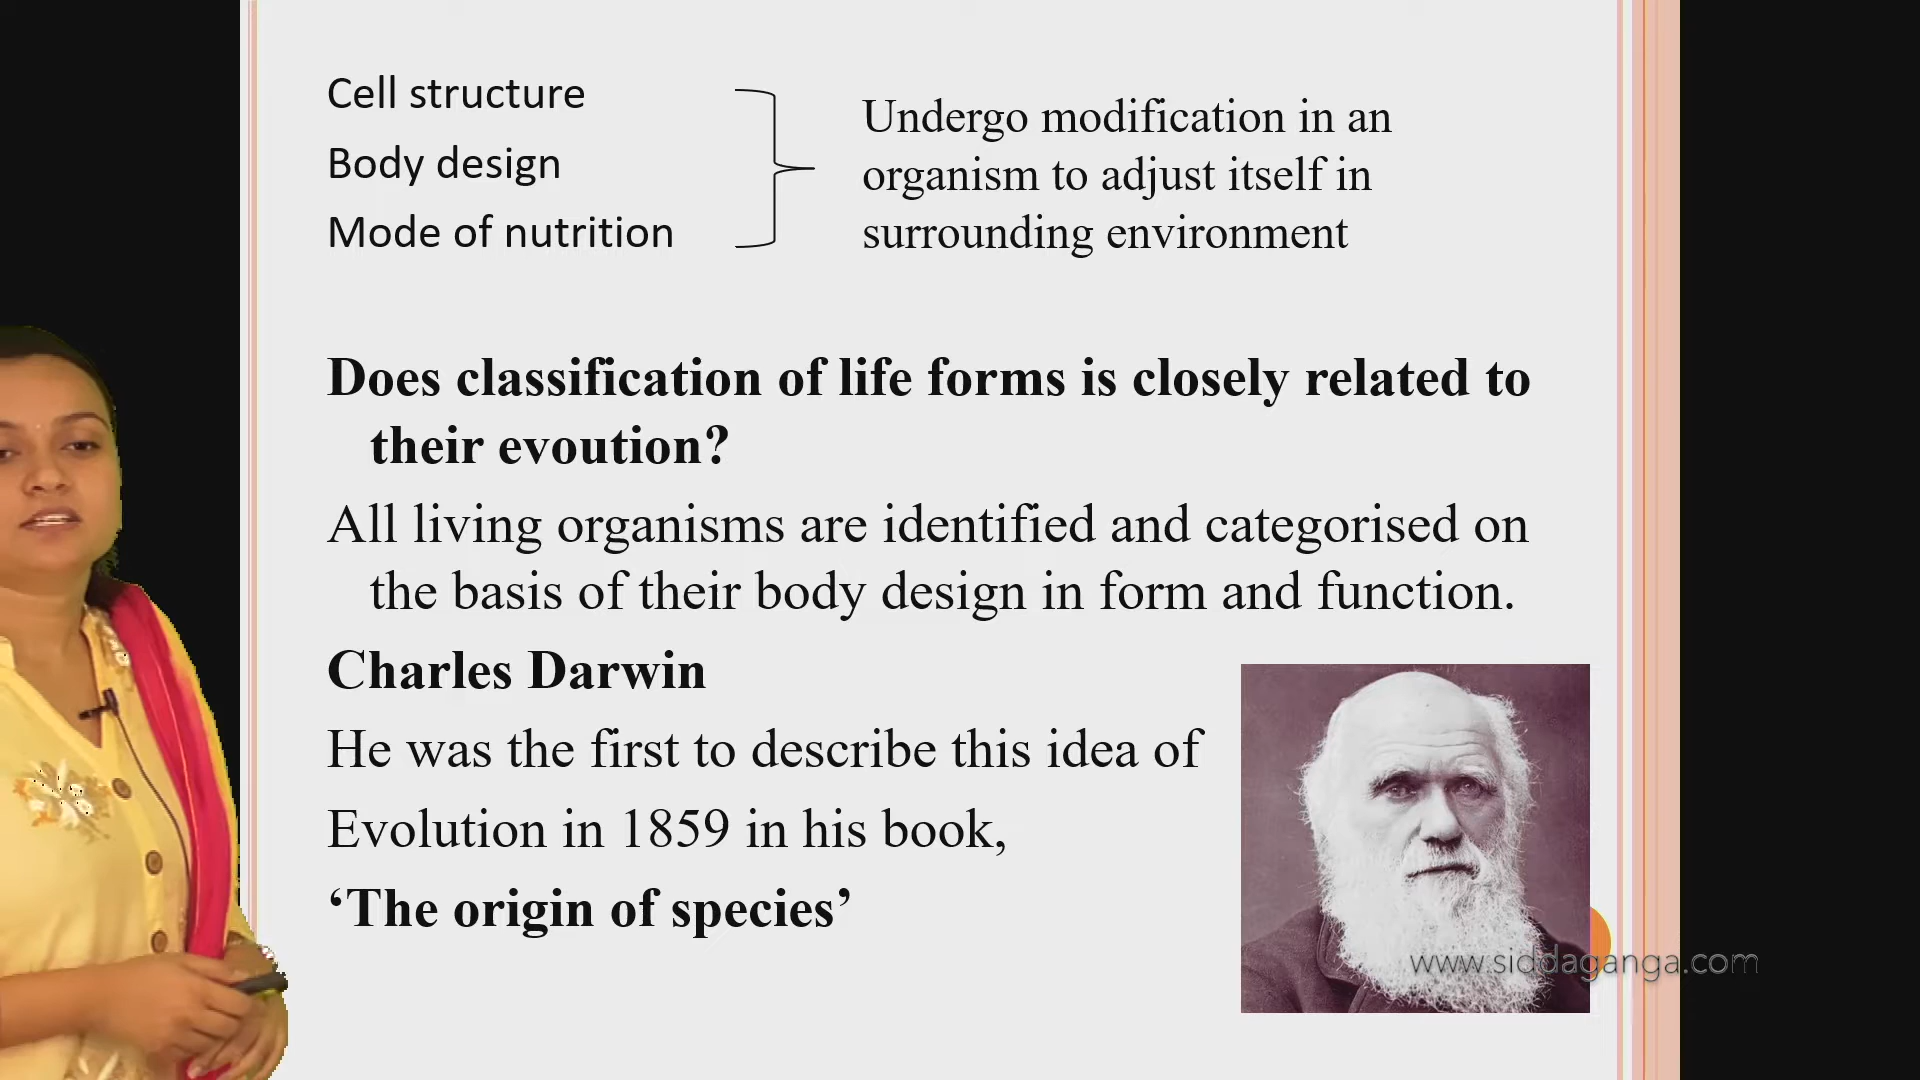 Cell structure
Body design
Mode of nutrition
Undergo modification in an
organism to adjust itself in
surrounding environment
Does classification of life forms is closely related to
their evoution?
All living organisms are identified and categorised on
the basis of their body design in form and function.
Charles Darwin
He was the first to describe this idea of
Evolution in 1859 in his book,
‘The origin of species’
www.siddaganga.com